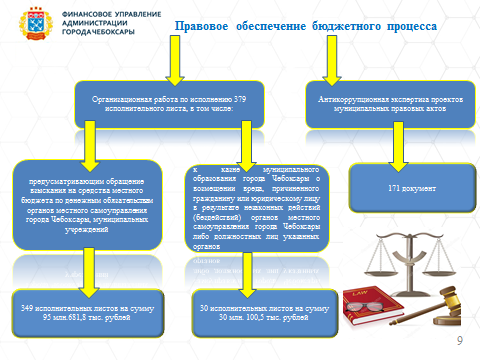 ФИНАНСОВОЕ УПРАВЛЕНИЕ
АДМИНИСТРАЦИИ
ГОРОДА ЧЕБОКСАРЫ
Правовое обеспечение бюджетного процесса
Организационная работа по исполнению 379
исполнительного листа, в том числе:
Антикоррупционная экспертиза проектов
муниципальных правовых актов
предусматривающим обращение
взыскания на средства местного
бюджета по денежным обязательствам
органов местного самоуправления
города Чебоксары, муниципальных
учреждений
к казне муниципального
образования города Чебоксары о
возмещении вреда, причиненного
гражданину или юридическому лицу
в результате незаконных действий
(бездействий) органов местного
самоуправления города Чебоксары
либо должностных лиц указанных
органов
171 документ
349 исполнительных листов на сумму
95 млн.681,8 тыс. рублей
30 исполнительных листов на сумму
30 млн. 100,5 тыс. рублей
LAW
9